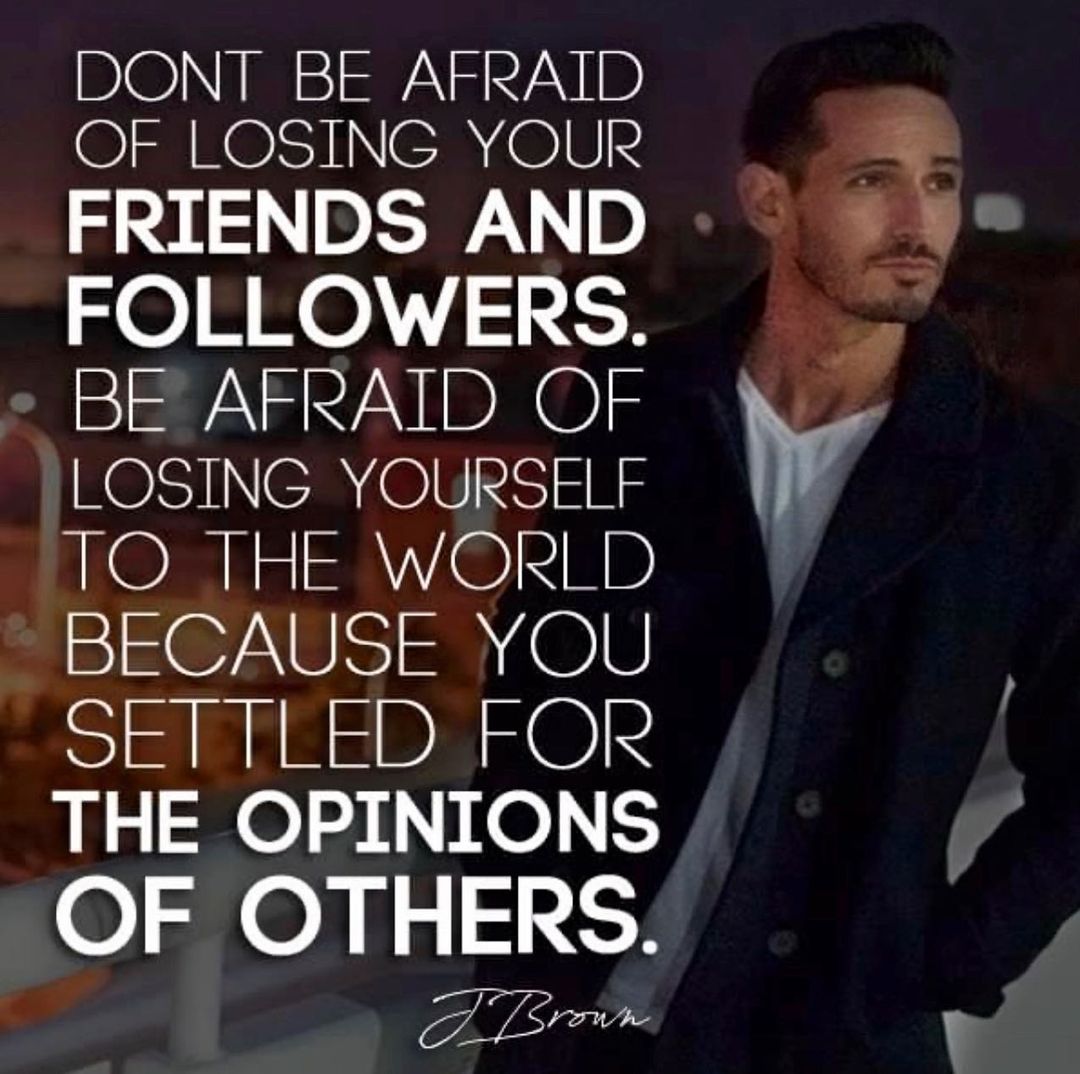 DONT BE AFRAID
OF LOSING YOUR
FRIENDS AND
FOLLOWERS.
BE AFRAID OF
LOSING YOURSELF
TO THE WORLD
BECAUSE YOU
SETTLED FOR
THE OPINIONS
OF OTHERS.
J Brown